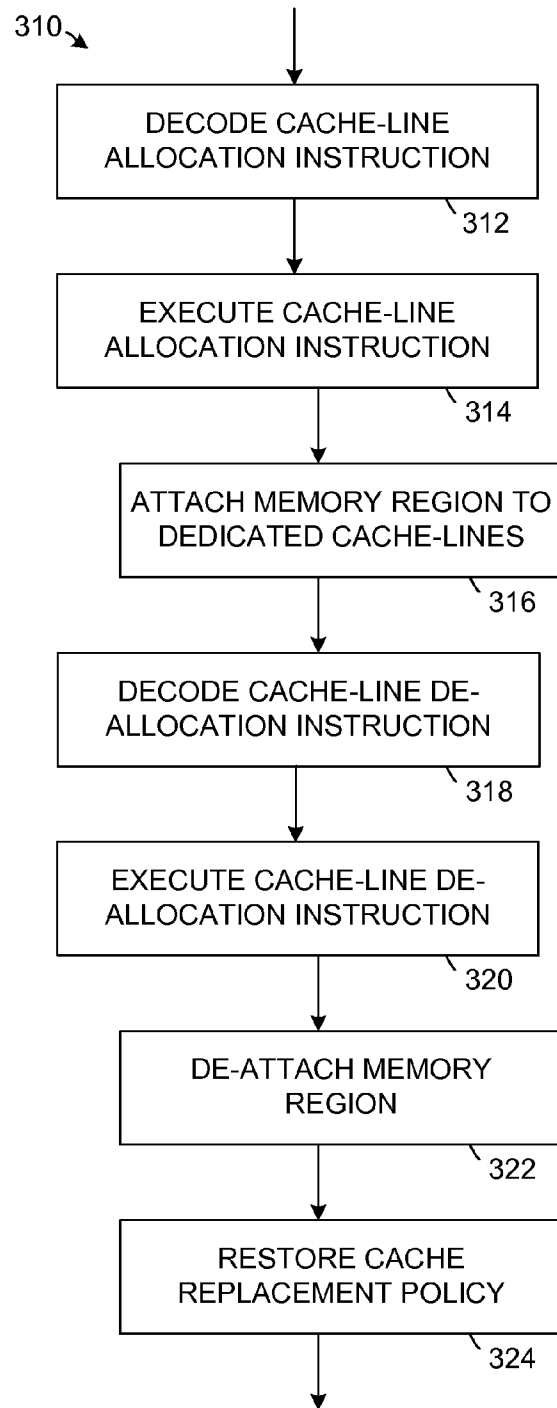 310
DECODE CACHE-LINE
ALLOCATION INSTRUCTION
312
EXECUTE CACHE-LINE
ALLOCATION INSTRUCTION
314
ATTACH MEMORY REGION TO
DEDICATED CACHE-LINES
316
DECODE CACHE-LINE DE-
ALLOCATION INSTRUCTION
318
EXECUTE CACHE-LINE DE-
ALLOCATION INSTRUCTION
320
DE-ATTACH MEMORY
REGION
322
RESTORE CACHE
REPLACEMENT POLICY
324